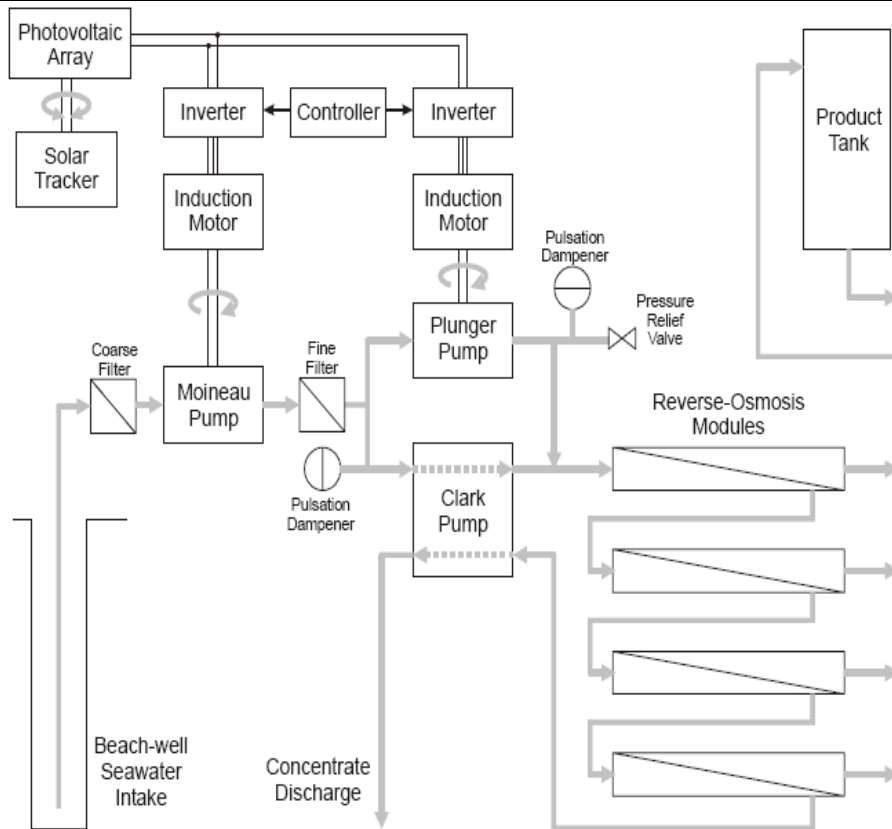 Photovoltaic
Array
Solar
Tracker
Inverter
Controller
Inverter
Induction
Motor
Induction
Motor
Product
Tank
Pulsation
Dampener
Pressure
Relief
Valve
Plunger
Pump
Coarse
Filter
Moineau
Pump
Fine
Filter
Reverse-Osmosis
Modules
Pulsation
Dampener
Clark
Pump
Beach-well
Seawater
Intake
Concentrate
Discharge